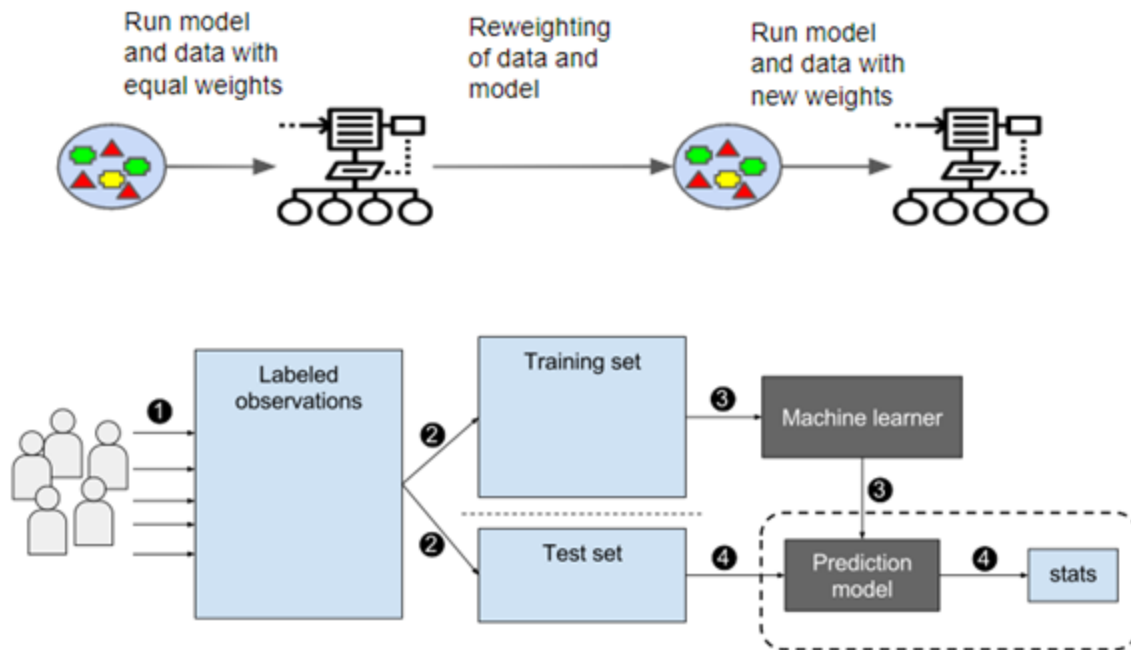 Run model
and data with
equal weights
Reweighting
of data and
model
Run model
and data with
new weights
Labeled
observations
Training set
Machine learner
Test set
Prediction
model
stats
1
2
2
3
3
4
4